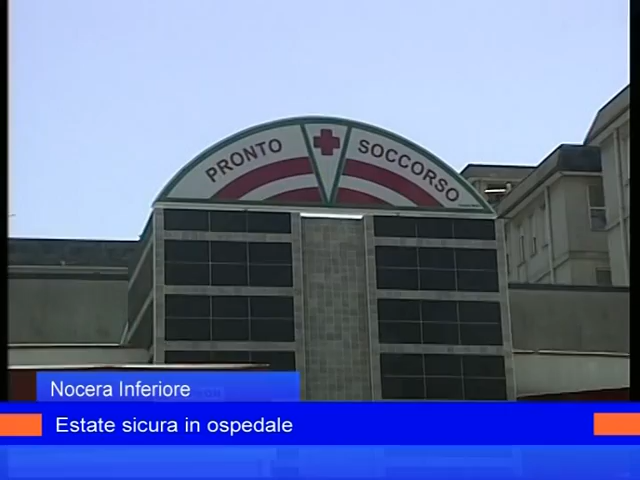 PRONTO SOCCORSO
Nocera Inferiore
Estate sicura in ospedale